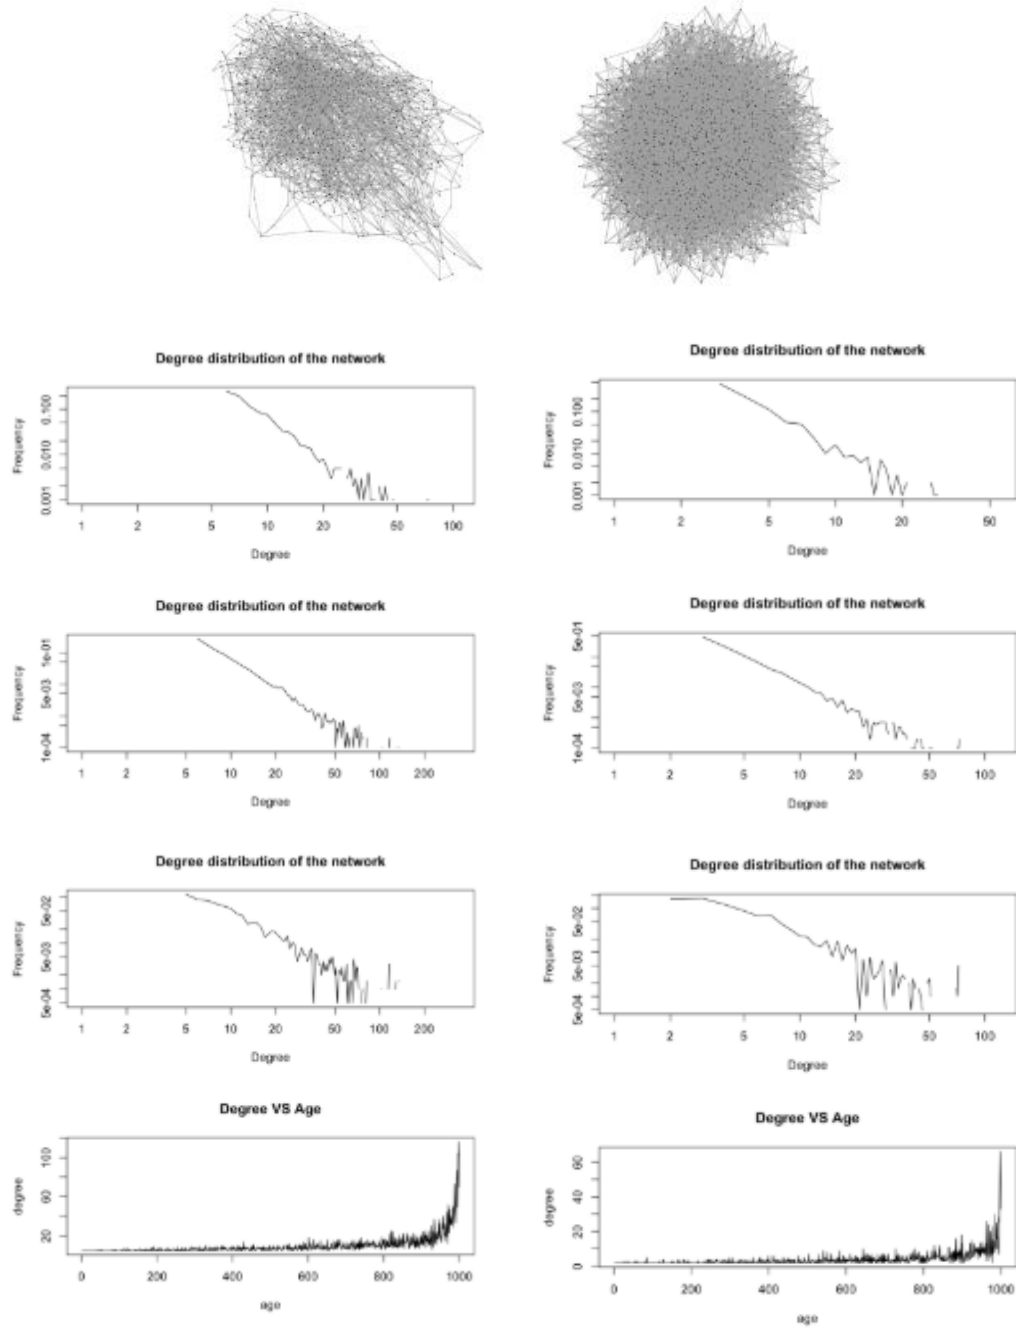 Degree distribution of the network
Frequency
0.100
0.010
0.001
1 2 5 10 20 50 100
Degree
Degree distribution of the network
Frequency
0.100
0.010
0.001
1 2 5 10 20 50
Degree
Degree distribution of the network
Frequency
1e-01
5e-03
1e-04
1 2 5 10 20 50 100 200
Degree
Degree distribution of the network
Frequency
5e-01
5e-03
1e-04
1 2 5 10 20 50 100
Degree
Degree distribution of the network
Frequency
5e-02
5e-03
5e-04
1 2 5 10 20 50 100 200
Degree
Degree distribution of the network
Frequency
5e-02
5e-03
5e-04
1 2 5 10 20 50 100
Degree
Degree VS Age
degree
100
60
20
0 200 400 600 800 1000
age
Degree VS Age
degree
60
40
20
0
0 200 400 600 800 1000
age